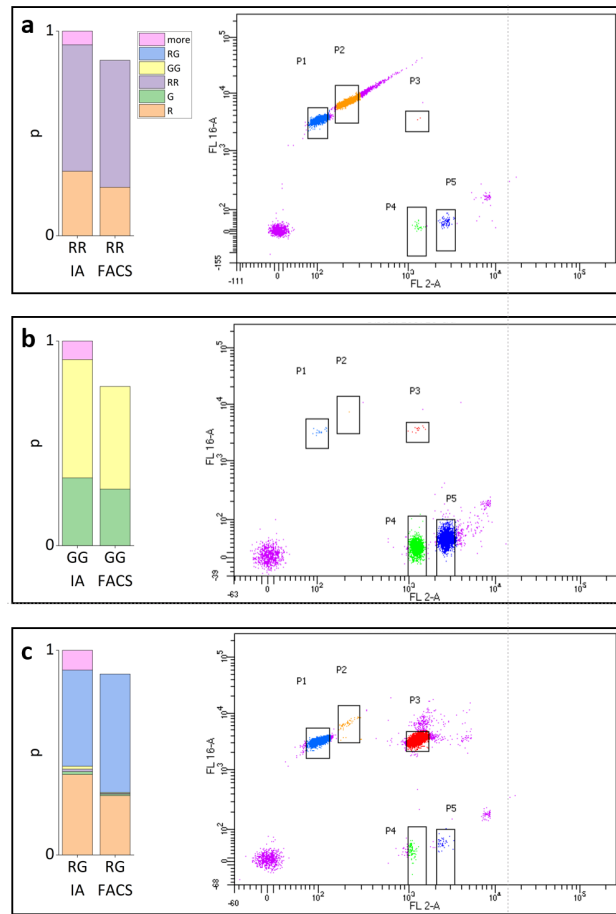 a
1
p
0
RR RR
IA FACS
more
RG
GG
RR
G
R
P1
P2
P3
P4
P5
FL 16-A
10^5
10^4
10^3
10^2
0
-155
-111
0 10^2 10^3 10^4 10^5
FL 2-A
b
1
p
0
GG GG
IA FACS
P1
P2
P3
P4
P5
FL 16-A
10^5
10^4
10^3
10^2
0
-39
-63
0 10^2 10^3 10^4 10^5
FL 2-A
c
1
p
0
RG RG
IA FACS
P1
P2
P3
P4
P5
FL 16-A
10^5
10^4
10^3
10^2
0
-68
-60
0 10^2 10^3 10^4 10^5
FL 2-A